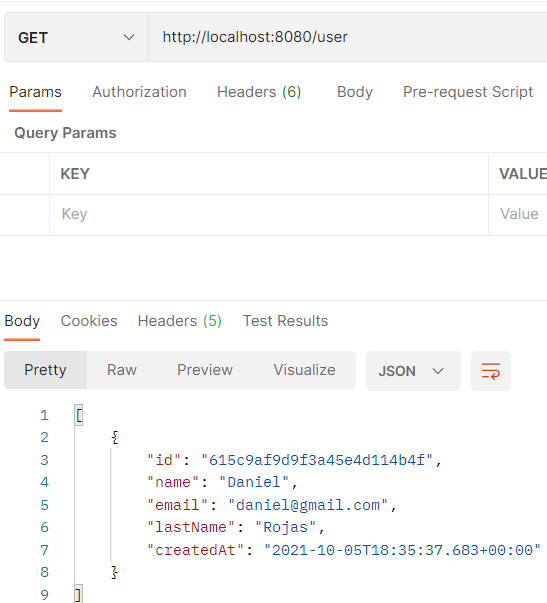 GET http://localhost:8080/user
Params Authorization Headers (6) Body Pre-request Script
Query Params
KEY VALUE
Key Value
Body Cookies Headers (5) Test Results
Pretty Raw Preview Visualize JSON
1 [
2 {
3 "id": "615c9af9d9f3a45e4d114b4f",
4 "name": "Daniel",
5 "email": "daniel@gmail.com",
6 "lastName": "Rojas",
7 "createdAt": "2021-10-05T18:35:37.683+00:00"
8 }
9 ]